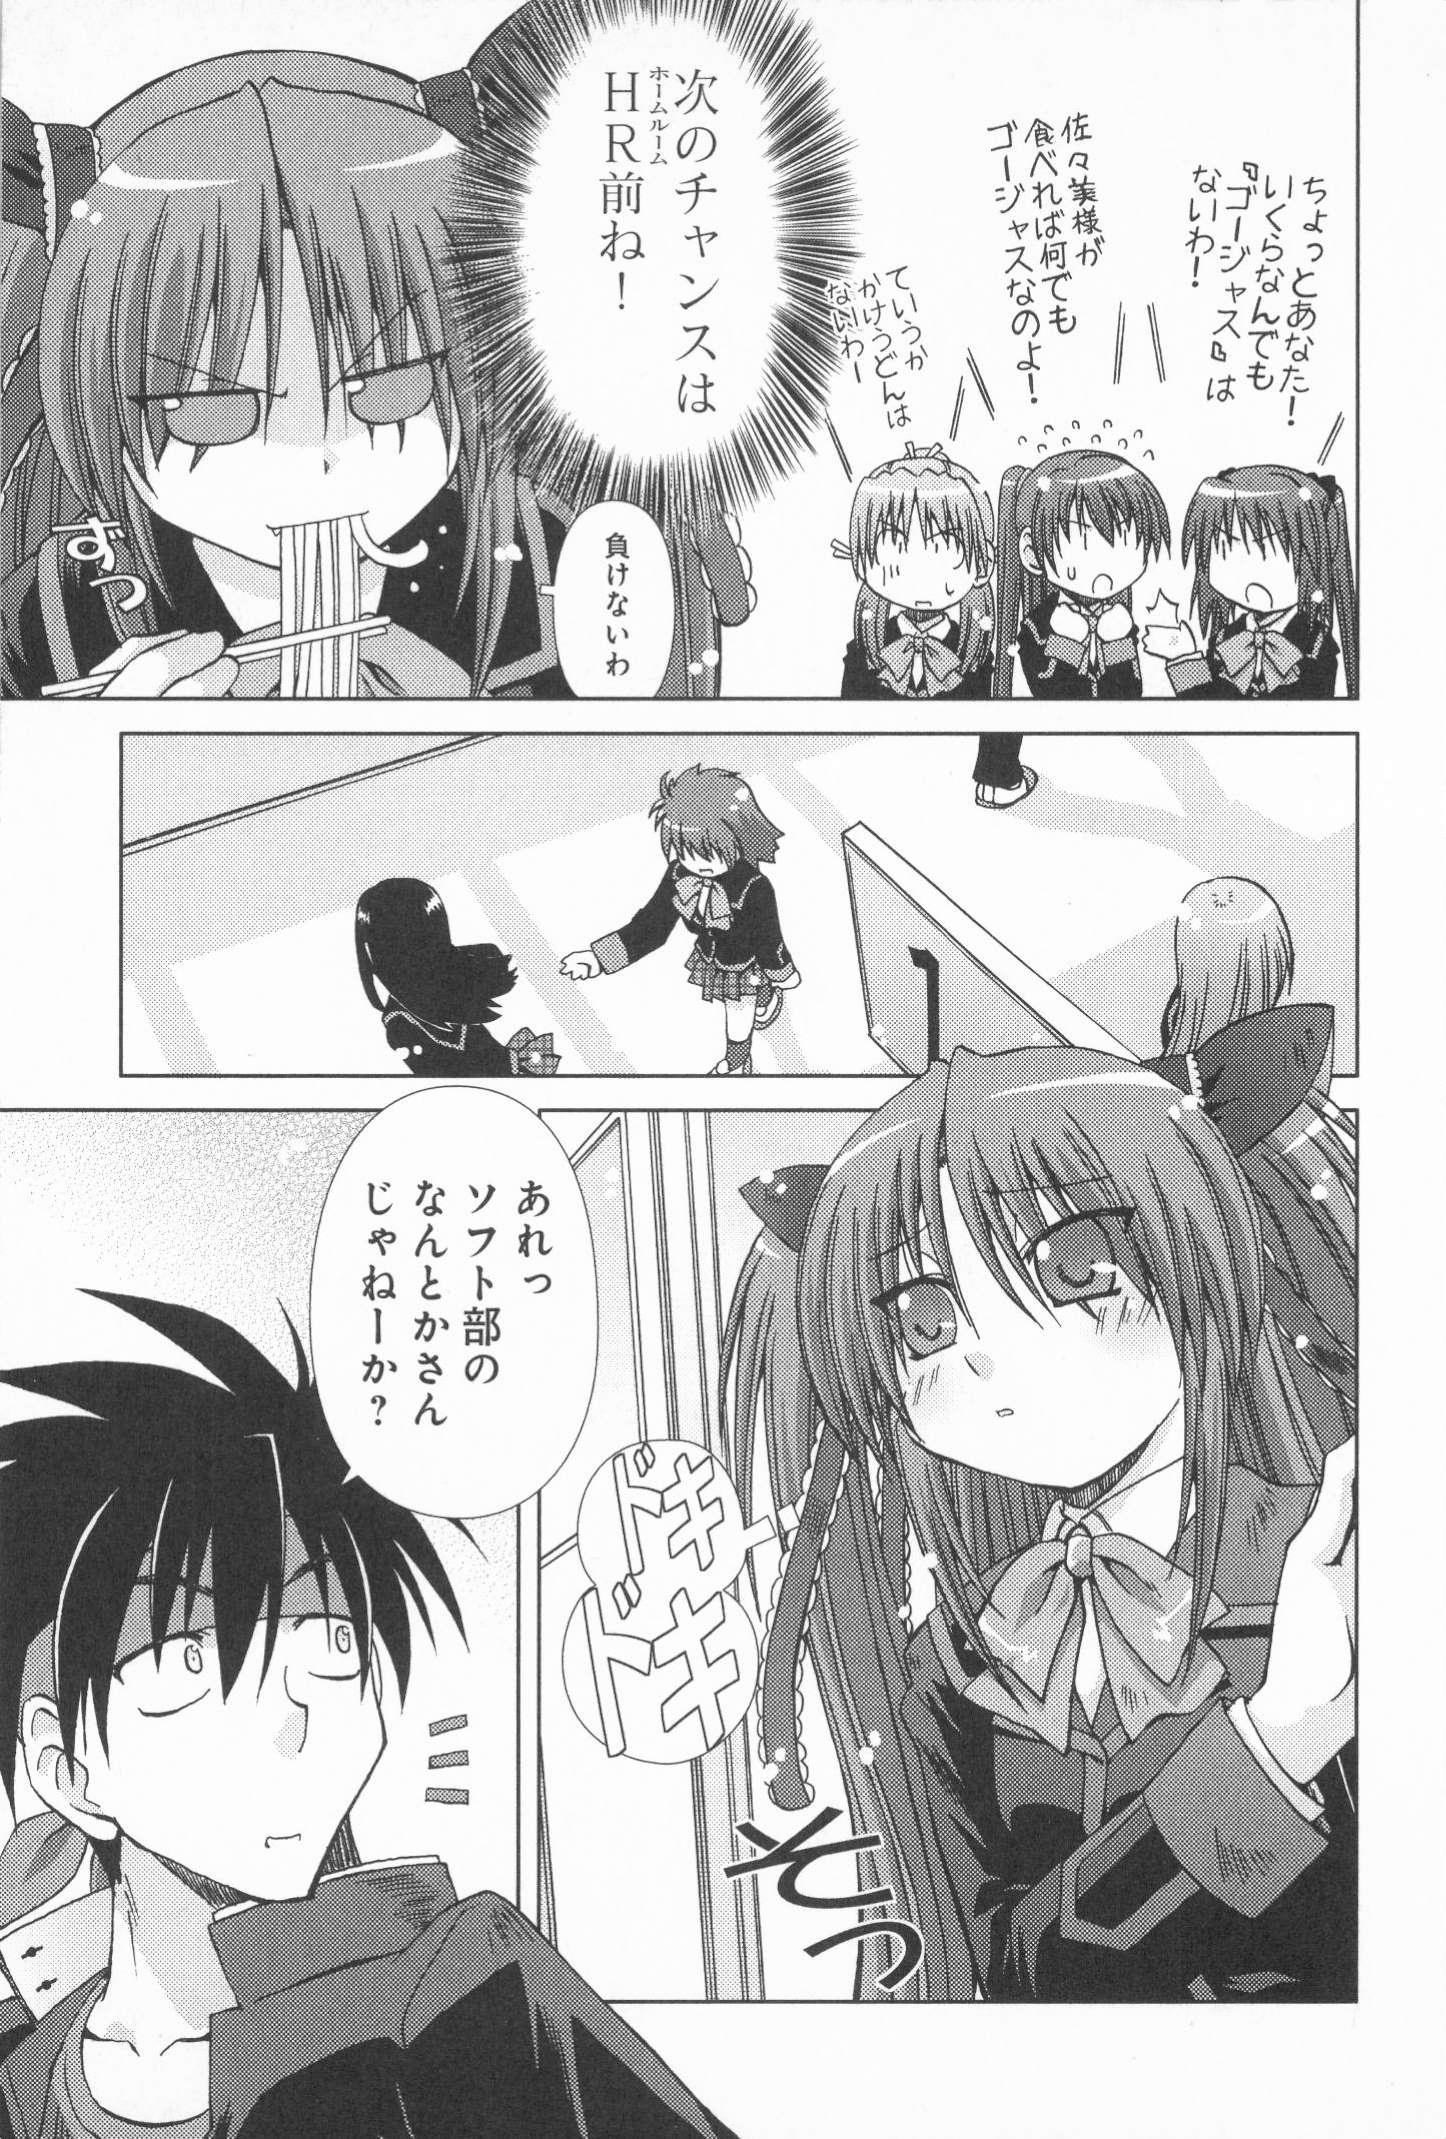 ちょっとあなた！
いくらなんでも
『ゴージャス』は
ないわ！
佐々美様が
食べれば何でも
ゴージャスなのよ！
ていうか
かけうどんは
ないわー
次のチャンスは
HR前ね！
ホームルーム
負けないわ
ずっ
ドキ
ドキ
そっ
あれっ
ソフト部の
なんとかさん
じゃねーか？